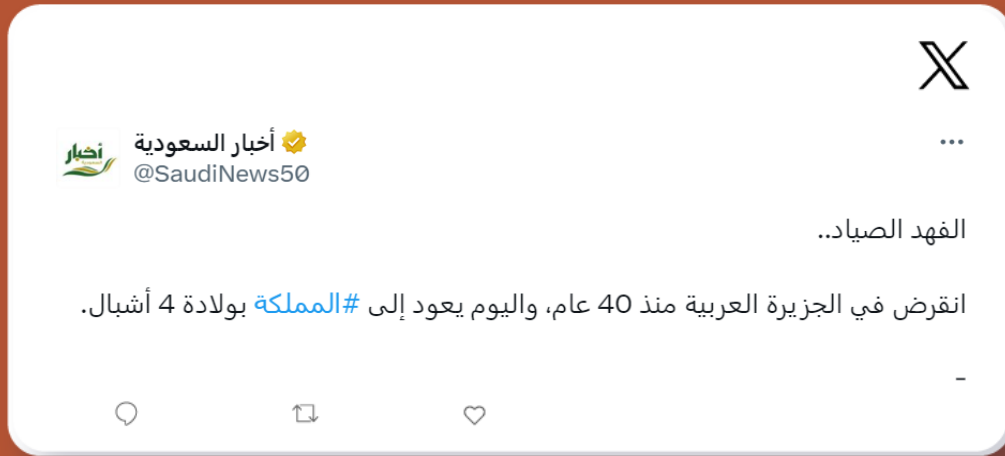 أخبار السعودية
@SaudiNews50
الفهد الصياد..
انقرض في الجزيرة العربية منذ 40 عام، واليوم يعود إلى #المملكة بولادة 4 أشبال.
-